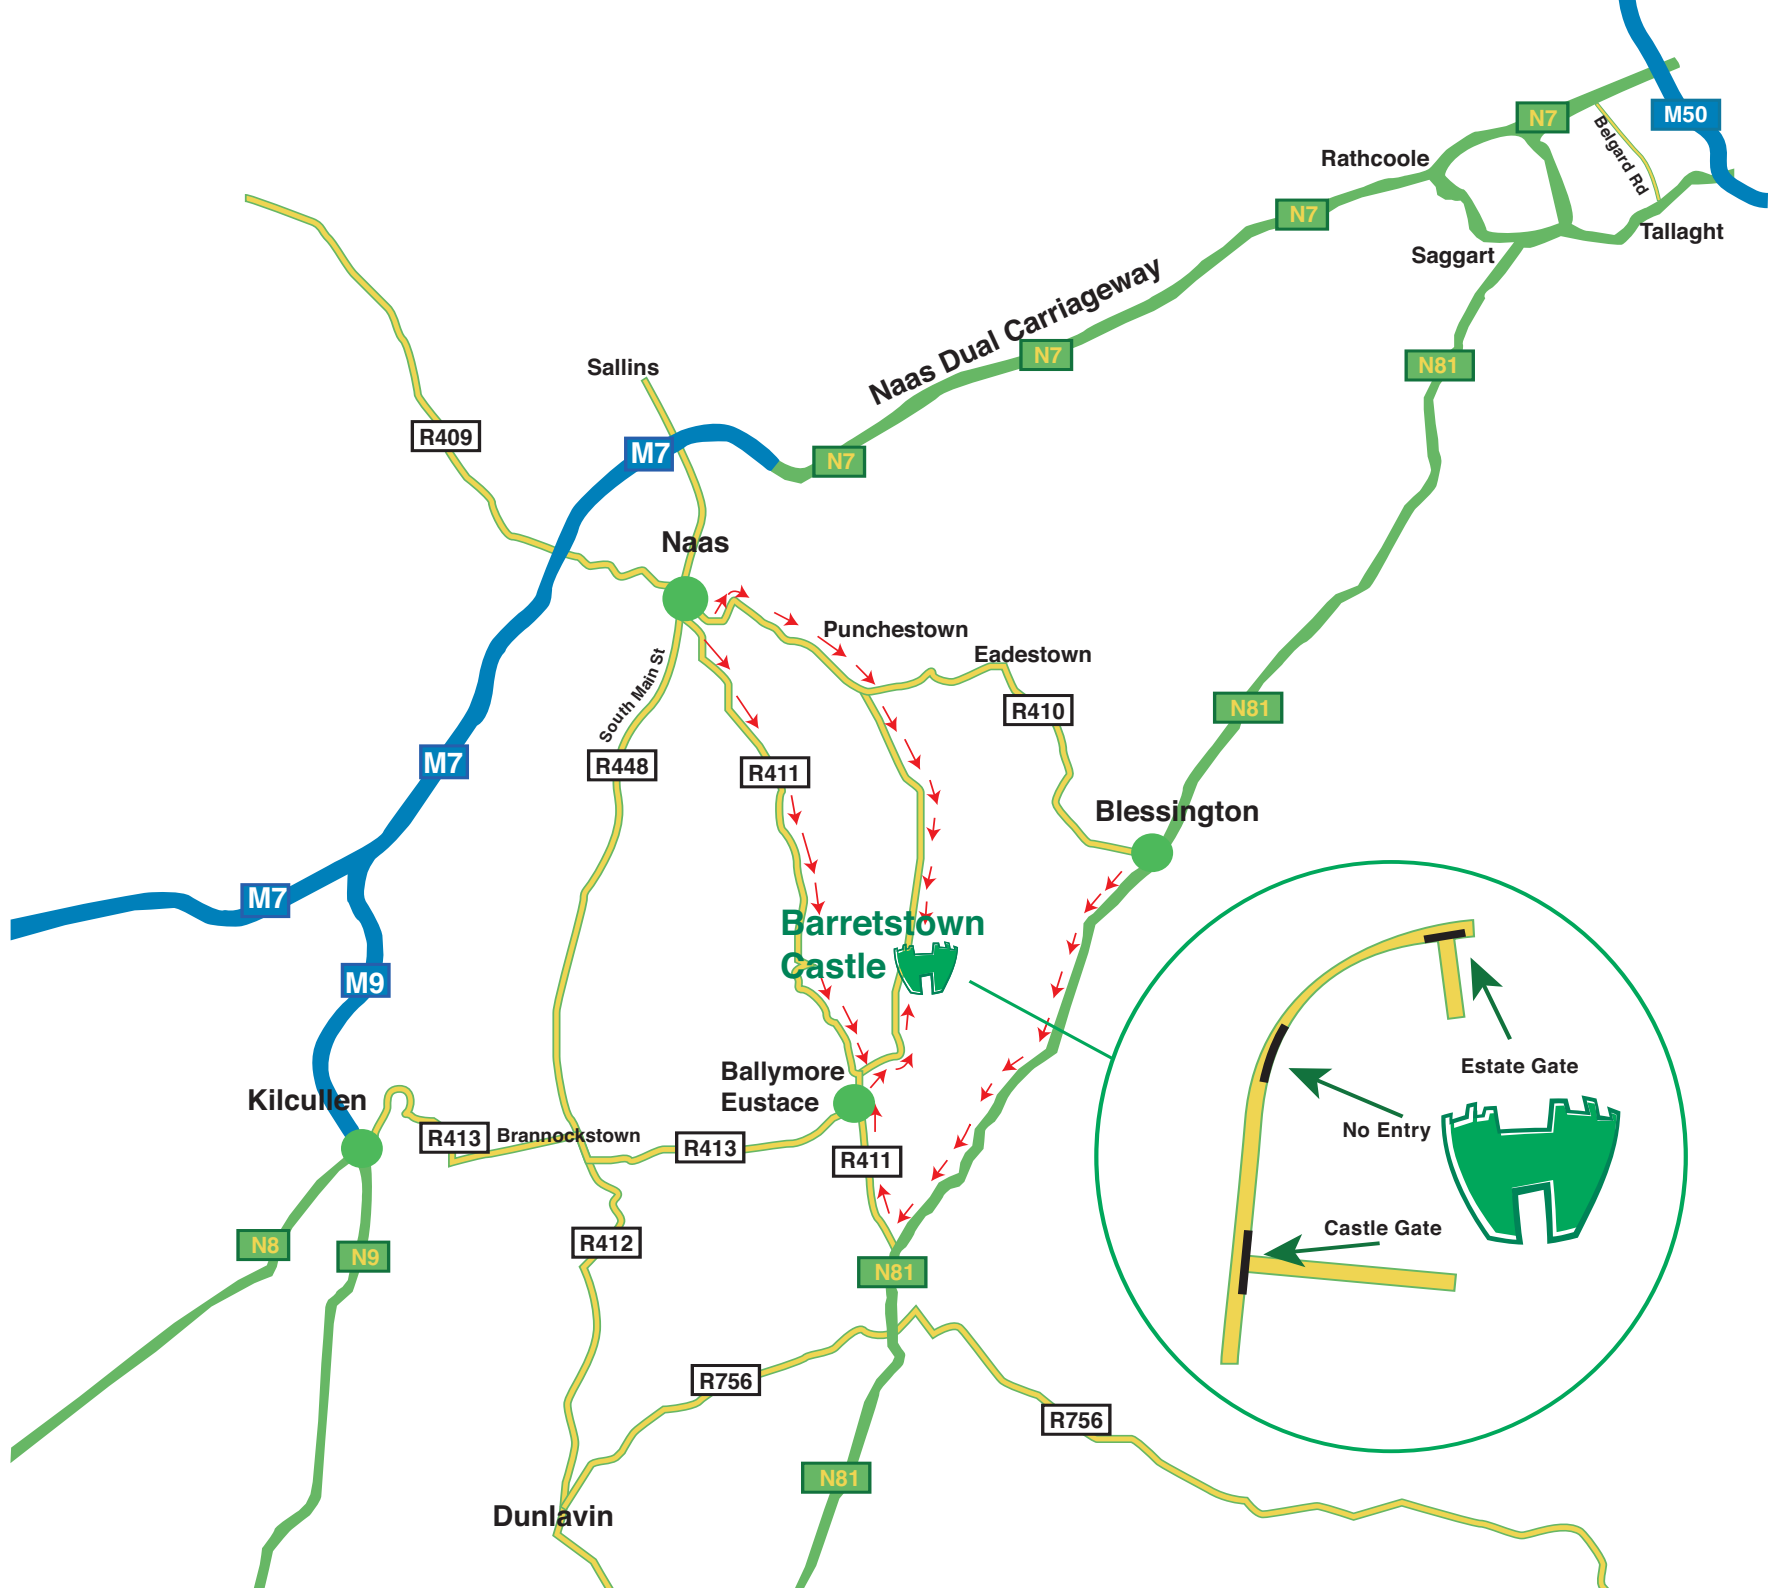 M50
N7
Belgard Rd
Rathcoole
N7
Tallaght
Saggart
Naas Dual Carriageway
N7
N81
Sallins
R409
M7
N7
Naas
Punchestown
Eadestown
South Main St
R410
N81
M7
R448
R411
Blessington
M7
Barretstown
Castle
M9
Estate Gate
Ballymore
Eustace
Kilcullen
No Entry
R413
Brannockstown
R413
R411
Castle Gate
N8
N9
R412
N81
R756
R756
N81
Dunlavin